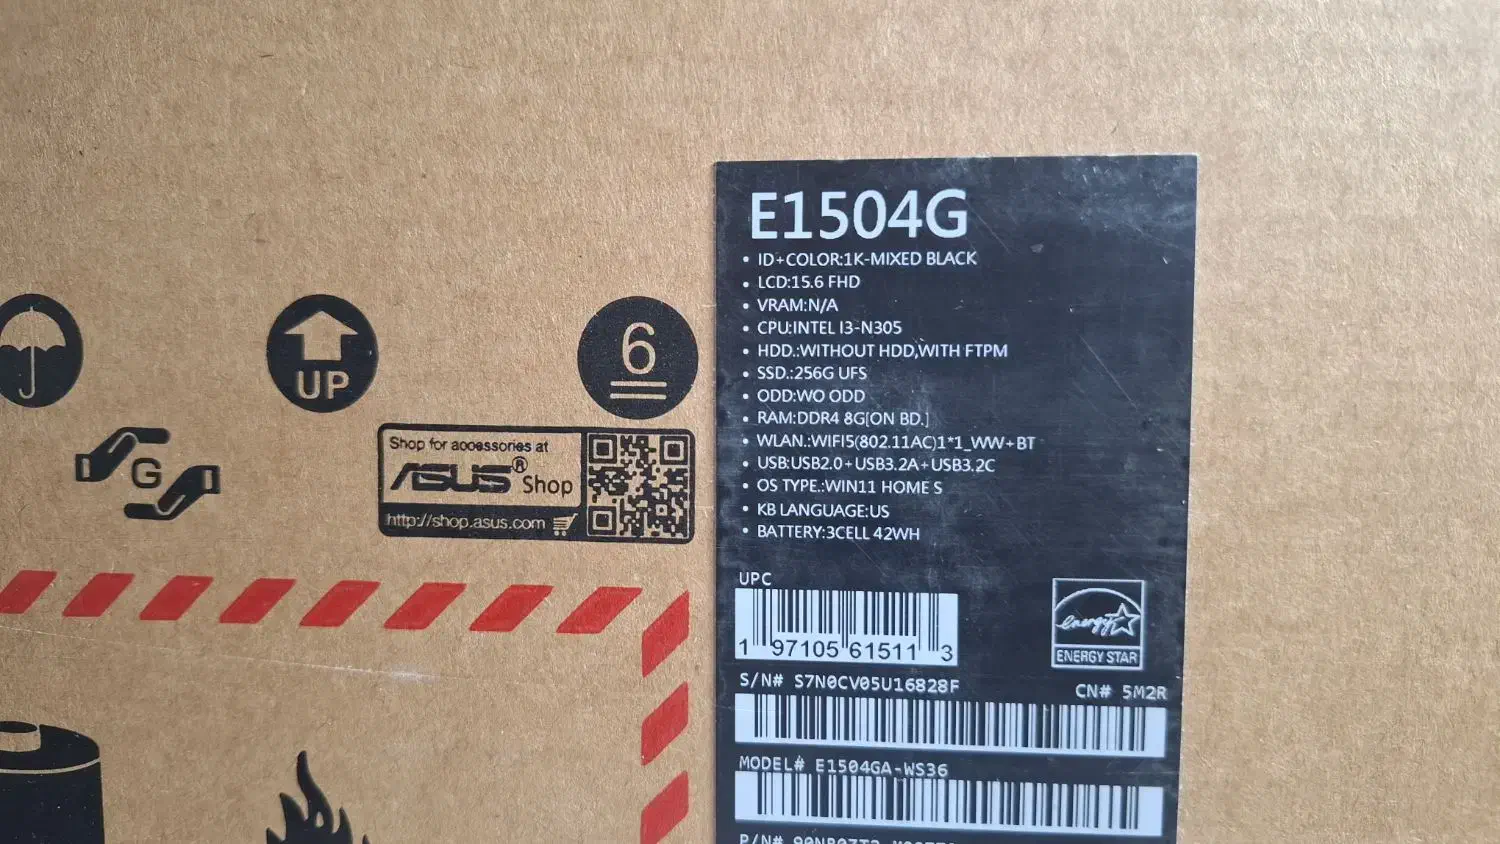 UP
6
G
Shop for accessories at
ASUS® Shop
http://shop.asus.com
E1504G
• ID+COLOR:1K-MIXED BLACK
• LCD:15.6 FHD
• VRAM:N/A
• CPU:INTEL I3-N305
• HDD.:WITHOUT HDD,WITH FTPM
• SSD.:256G UFS
• ODD:WO ODD
• RAM:DDR4 8G[ON BD.]
• WLAN.:WIFI5(802.11AC)1*1_WW+BT
• USB:USB2.0+USB3.2A+USB3.2C
• OS TYPE.:WIN11 HOME S
• KB LANGUAGE:US
• BATTERY:3CELL 42WH
UPC
1 97105 61511 3
energy
ENERGY STAR
S/N# S7N0CV05U16828F
CN# 5M2R
MODEL# E1504GA-WS36
P/N#